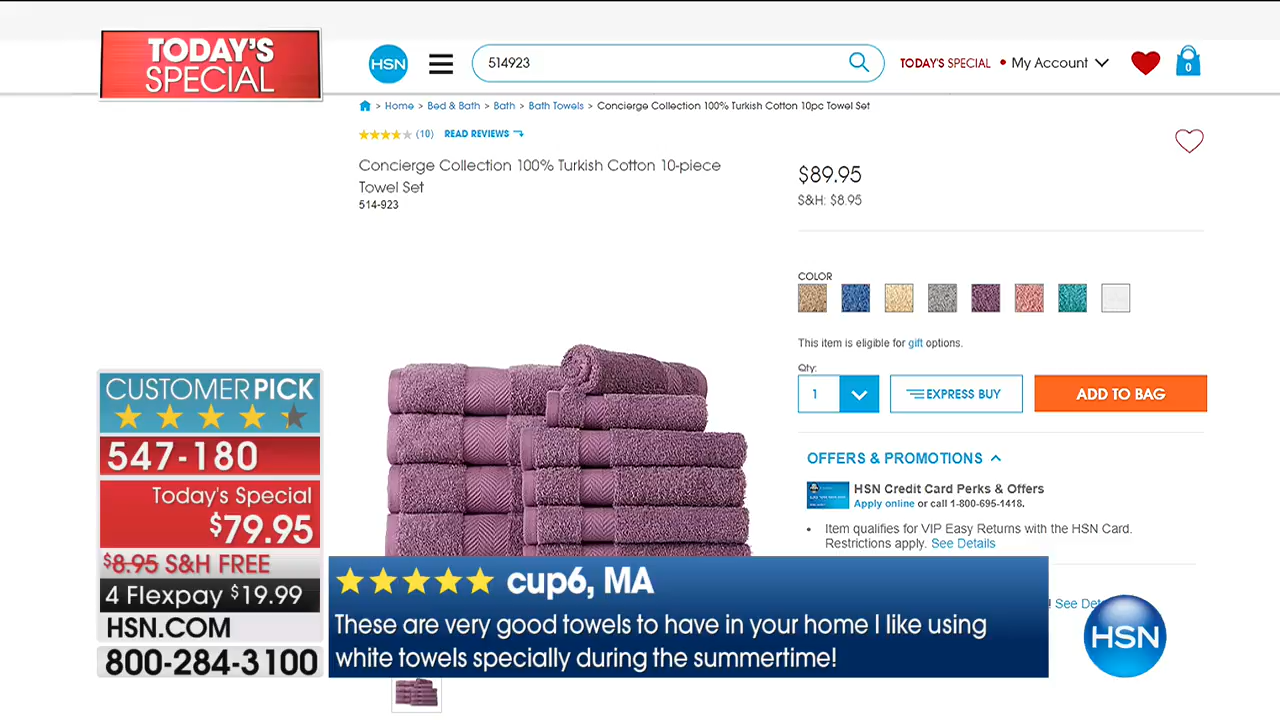 TODAY'S
SPECIAL
HSN
514923
TODAY'S SPECIAL • My Account
0
> Home > Bed & Bath > Bath > Bath Towels > Concierge Collection 100% Turkish Cotton 10pc Towel Set
(10) READ REVIEWS
Concierge Collection 100% Turkish Cotton 10-piece
Towel Set
514-923
$89.95
S&H: $8.95
COLOR
This item is eligible for gift options.
Qty:
1
EXPRESS BUY
ADD TO BAG
OFFERS & PROMOTIONS
HSN Credit Card Perks & Offers
Apply online or call 1-800-695-1418.
• Item qualifies for VIP Easy Returns with the HSN Card.
Restrictions apply. See Details
CUSTOMER PICK
547-180
Today's Special
$79.95
$8.95 S&H FREE
4 Flexpay $19.99
HSN.COM
800-284-3100
cup6, MA
These are very good towels to have in your home I like using
white towels specially during the summertime!
See
HSN